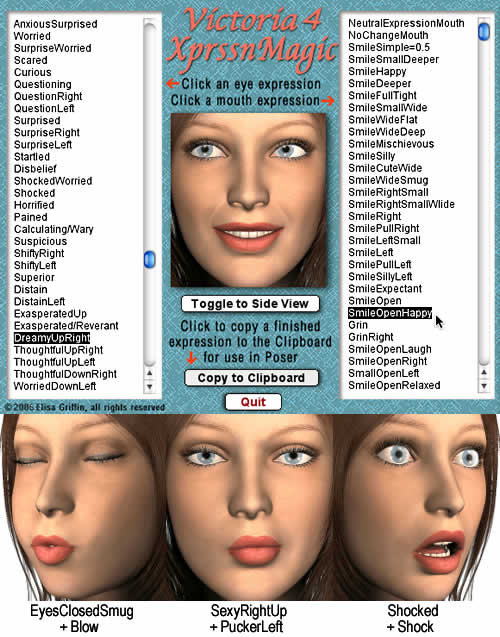 Victoria 4
XprssnMagic
Click an eye expression
Click a mouth expression
AnxiousSurprised
Worried
SurpriseWorried
Scared
Curious
Questioning
QuestionRight
QuestionLeft
Surprised
SurpriseRight
SurpriseLeft
Startled
Disbelief
ShockedWorried
Shocked
Horrified
Pained
Calculating/Wary
Suspicious
ShiftyRight
ShiftyLeft
Superior
Distain
DistainLeft
ExasperatedUp
Exasperated/Reverant
DreamyUpRight
ThoughtfulUpRight
ThoughtfulUpLeft
ThoughtfulDownRight
WorriedDownLeft
NeutralExpressionMouth
NoChangeMouth
SmileSimple=0.5
SmileSmallDeeper
SmileHappy
SmileDeeper
SmileFullTight
SmileSmallWide
SmileWideFlat
SmileWideDeep
SmileMischievous
SmileSilly
SmileCuteWide
SmileWideSmug
SmileRightSmall
SmileRightSmallWlide
SmileRight
SmilePullRight
SmileLeftSmall
SmileLeft
SmilePullLeft
SmileSillyLeft
SmileExpectant
SmileOpen
SmileOpenHappy
Grin
GrinRight
SmileOpenLaugh
SmileOpenRight
SmallOpenLeft
SmileOpenRelaxed
Toggle to Side View
Click to copy a finished
expression to the Clipboard
for use in Poser
Copy to Clipboard
Quit
©2006 Elisa Griffin, all rights reserved
EyesClosedSmug
+ Blow
SexyRightUp
+ PuckerLeft
Shocked
+ Shock